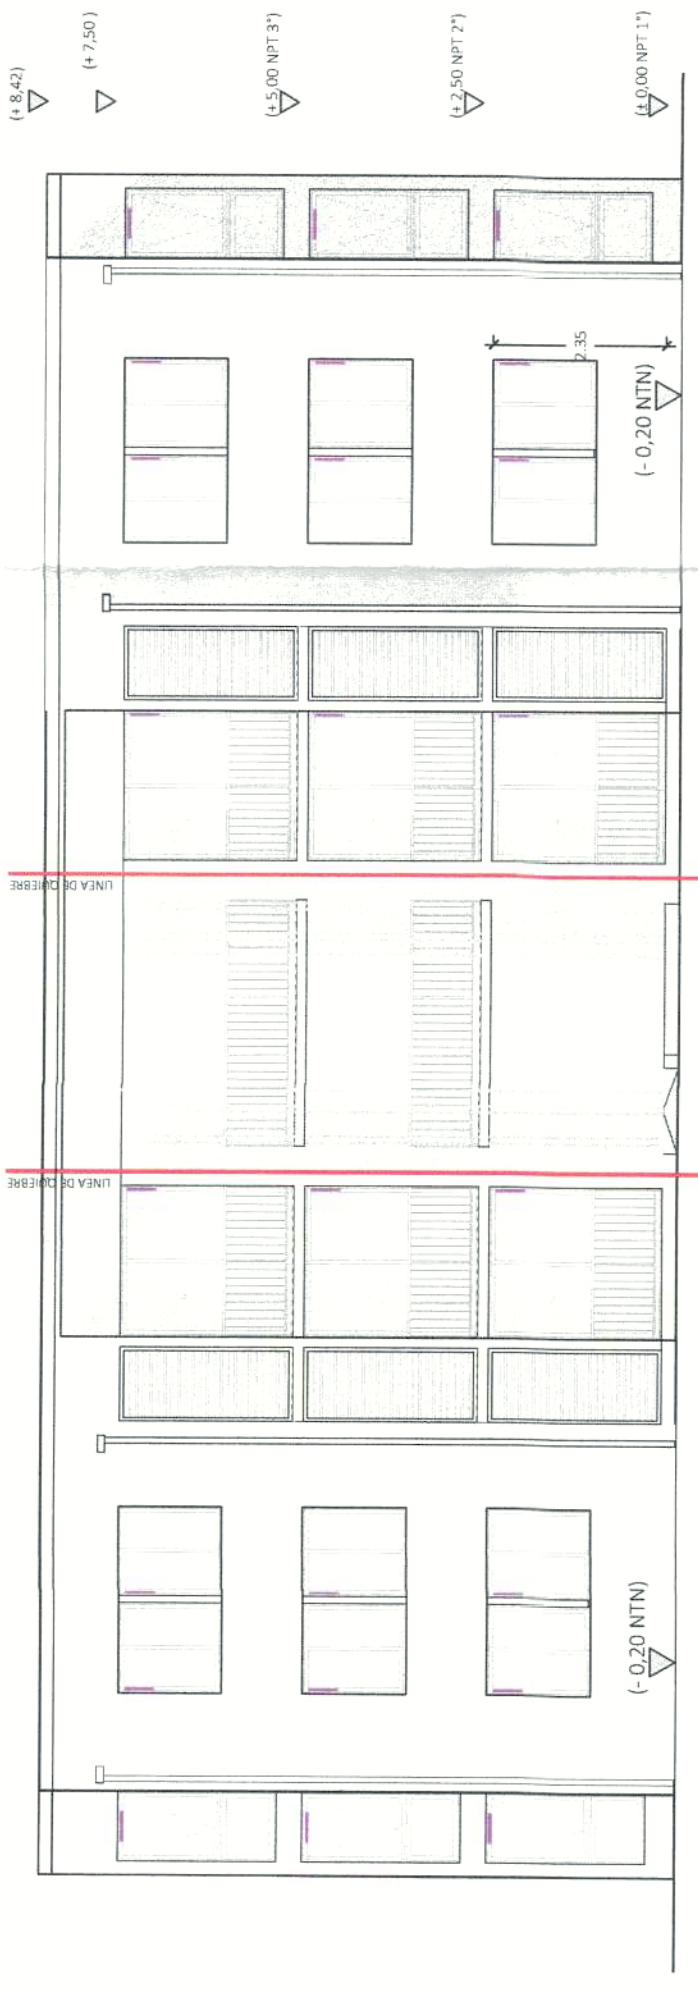 (+ 8,42)
(+ 7,50 )
(+ 5,00 NPT 3°)
(+ 2,50 NPT 2°)
(± 0,00 NPT 1°)
2.35
(- 0,20 NTN)
LINEA DE QUIEBRE
LINEA DE QUIEBRE
(- 0,20 NTN)